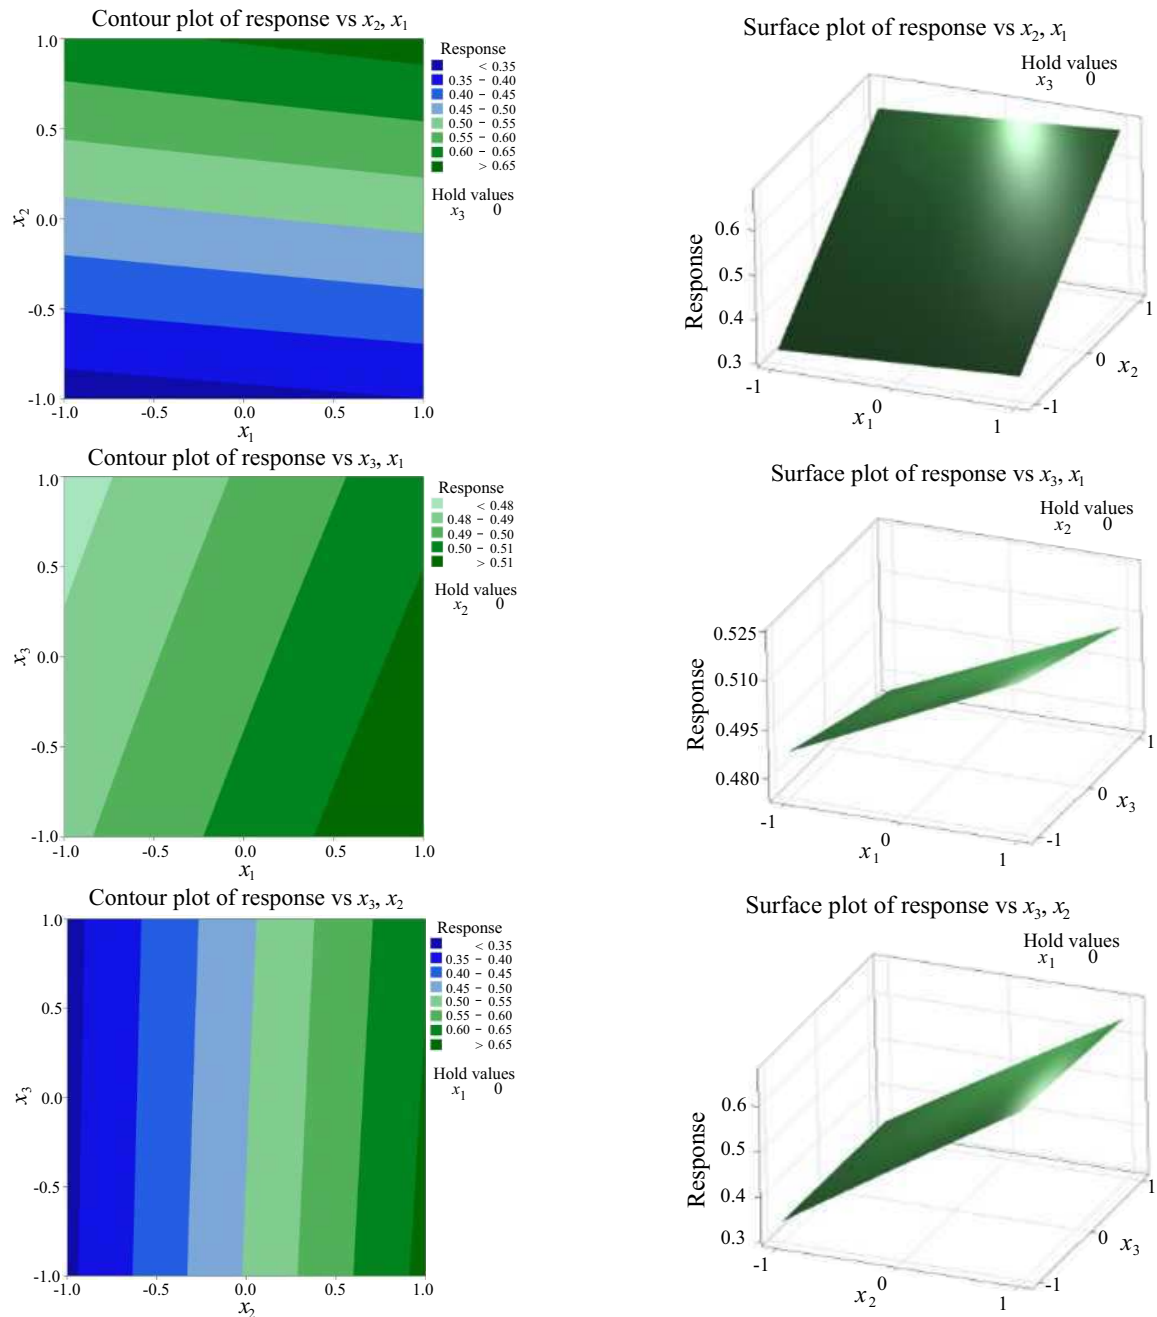 Contour plot of response vs x2, x1
1.0
0.5
0.0
-0.5
-1.0
x2
-1.0 -0.5 0.0 0.5 1.0
x1
Response
< 0.35
0.35 – 0.40
0.40 – 0.45
0.45 – 0.50
0.50 – 0.55
0.55 – 0.60
0.60 – 0.65
> 0.65
Hold values
x3 0
Surface plot of response vs x2, x1
Hold values
x3 0
Response
0.6
0.5
0.4
0.3
-1 0 1
x1
-1 0 1
x2
Contour plot of response vs x3, x1
1.0
0.5
0.0
-0.5
-1.0
x3
-1.0 -0.5 0.0 0.5 1.0
x1
Response
< 0.48
0.48 – 0.49
0.49 – 0.50
0.50 – 0.51
> 0.51
Hold values
x2 0
Surface plot of response vs x3, x1
Hold values
x2 0
Response
0.525
0.510
0.495
0.480
-1 0 1
x1
-1 0 1
x3
Contour plot of response vs x3, x2
1.0
0.5
0.0
-0.5
-1.0
x3
-1.0 -0.5 0.0 0.5 1.0
x2
Response
< 0.35
0.35 – 0.40
0.40 – 0.45
0.45 – 0.50
0.50 – 0.55
0.55 – 0.60
0.60 – 0.65
> 0.65
Hold values
x1 0
Surface plot of response vs x3, x2
Hold values
x1 0
Response
0.6
0.5
0.4
0.3
-1 0 1
x2
-1 0 1
x3